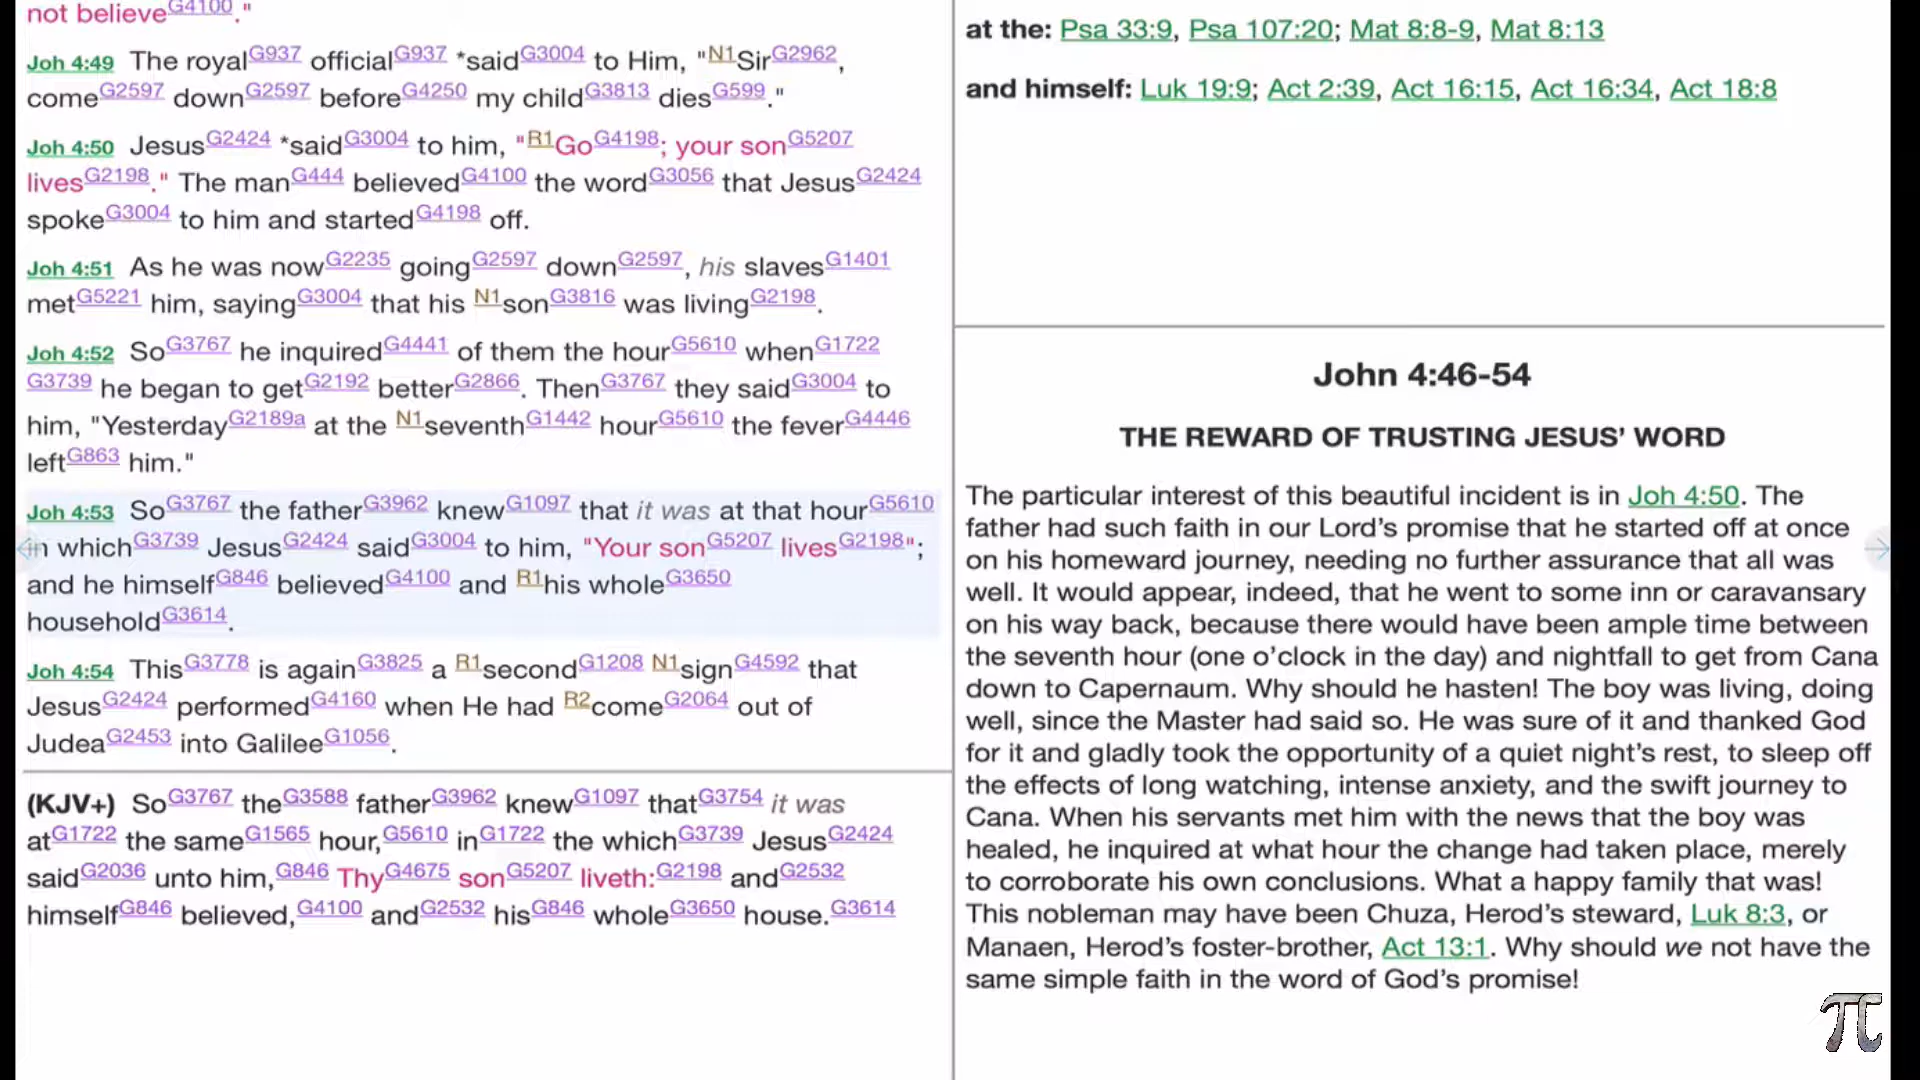 not believeG4100."
Joh 4:49 The royalG937 officialG937 *saidG3004 to Him, "N1SirG2962,
comeG2597 downG2597 beforeG4250 my childG3813 diesG599."
Joh 4:50 JesusG2424 *saidG3004 to him, "R1GoG4198; your sonG5207
livesG2198." The manG444 believedG4100 the wordG3056 that JesusG2424
spokeG3004 to him and startedG4198 off.
Joh 4:51 As he was nowG2235 goingG2597 downG2597, his slavesG1401
metG5221 him, sayingG3004 that his N1sonG3816 was livingG2198.
Joh 4:52 SoG3767 he inquiredG4441 of them the hourG5610 whenG1722
G3739 he began to getG2192 betterG2866. ThenG3767 they saidG3004 to
him, "YesterdayG2189a at the N1seventhG1442 hourG5610 the feverG4446
leftG863 him."
Joh 4:53 SoG3767 the fatherG3962 knewG1097 that it was at that hourG5610
in whichG3739 JesusG2424 saidG3004 to him, "Your sonG5207 livesG2198";
and he himselfG846 believedG4100 and R1his wholeG3650
householdG3614.
Joh 4:54 ThisG3778 is againG3825 a R1secondG1208 N1signG4592 that
JesusG2424 performedG4160 when He had R2comeG2064 out of
JudeaG2453 into GalileeG1056.
(KJV+) SoG3767 theG3588 fatherG3962 knewG1097 thatG3754 it was
atG1722 the sameG1565 hour,G5610 inG1722 the whichG3739 JesusG2424
saidG2036 unto him,G846 ThyG4675 sonG5207 liveth:G2198 andG2532
himselfG846 believed,G4100 andG2532 hisG846 wholeG3650 house.G3614
at the: Psa 33:9, Psa 107:20; Mat 8:8-9, Mat 8:13
and himself: Luk 19:9; Act 2:39, Act 16:15, Act 16:34, Act 18:8
John 4:46-54
THE REWARD OF TRUSTING JESUS’ WORD
The particular interest of this beautiful incident is in Joh 4:50. The
father had such faith in our Lord’s promise that he started off at once
on his homeward journey, needing no further assurance that all was
well. It would appear, indeed, that he went to some inn or caravansary
on his way back, because there would have been ample time between
the seventh hour (one o’clock in the day) and nightfall to get from Cana
down to Capernaum. Why should he hasten! The boy was living, doing
well, since the Master had said so. He was sure of it and thanked God
for it and gladly took the opportunity of a quiet night’s rest, to sleep off
the effects of long watching, intense anxiety, and the swift journey to
Cana. When his servants met him with the news that the boy was
healed, he inquired at what hour the change had taken place, merely
to corroborate his own conclusions. What a happy family that was!
This nobleman may have been Chuza, Herod’s steward, Luk 8:3, or
Manaen, Herod’s foster-brother, Act 13:1. Why should we not have the
same simple faith in the word of God’s promise!
π